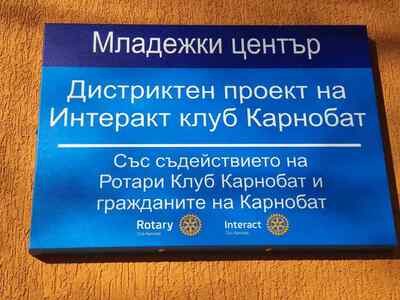 Младежки център
Дистриктен проект на
Интеракт клуб Карнобат
Със съдействието на
Ротари Клуб Карнобат и
гражданите на Карнобат
Rotary Interact